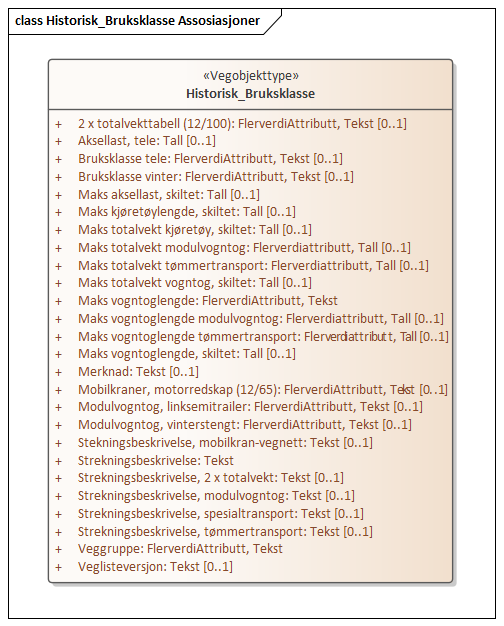 class Historisk_Bruksklasse Assosiasjoner
«Vegobjekttype»
Historisk_Bruksklasse
+ 2 x totalvekttabell (12/100): FlerverdiAttributt, Tekst [0..1]
+ Aksellast, tele: Tall [0..1]
+ Bruksklasse tele: FlerverdiAttributt, Tekst [0..1]
+ Bruksklasse vinter: FlerverdiAttributt, Tekst [0..1]
+ Maks aksellast, skiltet: Tall [0..1]
+ Maks kjøretøylengde, skiltet: Tall [0..1]
+ Maks totalvekt kjøretøy, skiltet: Tall [0..1]
+ Maks totalvekt modulvogntog: Flerverdiattributt, Tall [0..1]
+ Maks totalvekt tømmertransport: Flerverdiattributt, Tall [0..1]
+ Maks totalvekt vogntog, skiltet: Tall [0..1]
+ Maks vogntoglengde: FlerverdiAttributt, Tekst
+ Maks vogntoglengde modulvogntog: Flerverdiattributt, Tall [0..1]
+ Maks vogntoglengde tømmertransport: Flerverdiattributt, Tall [0..1]
+ Maks vogntoglengde, skiltet: Tall [0..1]
+ Merknad: Tekst [0..1]
+ Mobilkraner, motorredskap (12/65): FlerverdiAttributt, Tekst [0..1]
+ Modulvogntog, linksemitrailer: FlerverdiAttributt, Tekst [0..1]
+ Modulvogntog, vinterstengt: FlerverdiAttributt, Tekst [0..1]
+ Stekningsbeskrivelse, mobilkran-vegnett: Tekst [0..1]
+ Strekningsbeskrivelse: Tekst
+ Strekningsbeskrivelse, 2 x totalvekt: Tekst [0..1]
+ Strekningsbeskrivelse, modulvogntog: Tekst [0..1]
+ Strekningsbeskrivelse, spesialtransport: Tekst [0..1]
+ Strekningsbeskrivelse, tømmertransport: Tekst [0..1]
+ Veggruppe: FlerverdiAttributt, Tekst
+ Veglisteversjon: Tekst [0..1]